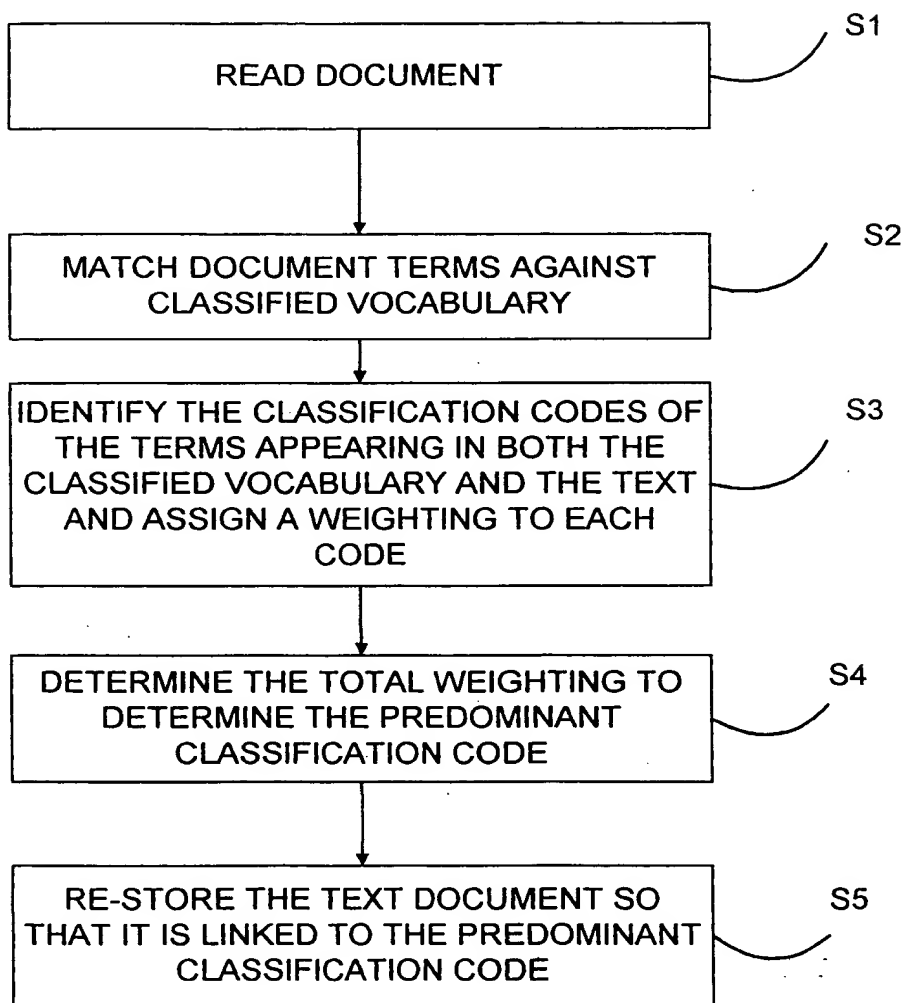 READ DOCUMENT
S1
MATCH DOCUMENT TERMS AGAINST
CLASSIFIED VOCABULARY
S2
IDENTIFY THE CLASSIFICATION CODES OF
THE TERMS APPEARING IN BOTH THE
CLASSIFIED VOCABULARY AND THE TEXT
AND ASSIGN A WEIGHTING TO EACH
CODE
S3
DETERMINE THE TOTAL WEIGHTING TO
DETERMINE THE PREDOMINANT
CLASSIFICATION CODE
S4
RE-STORE THE TEXT DOCUMENT SO
THAT IT IS LINKED TO THE PREDOMINANT
CLASSIFICATION CODE
S5